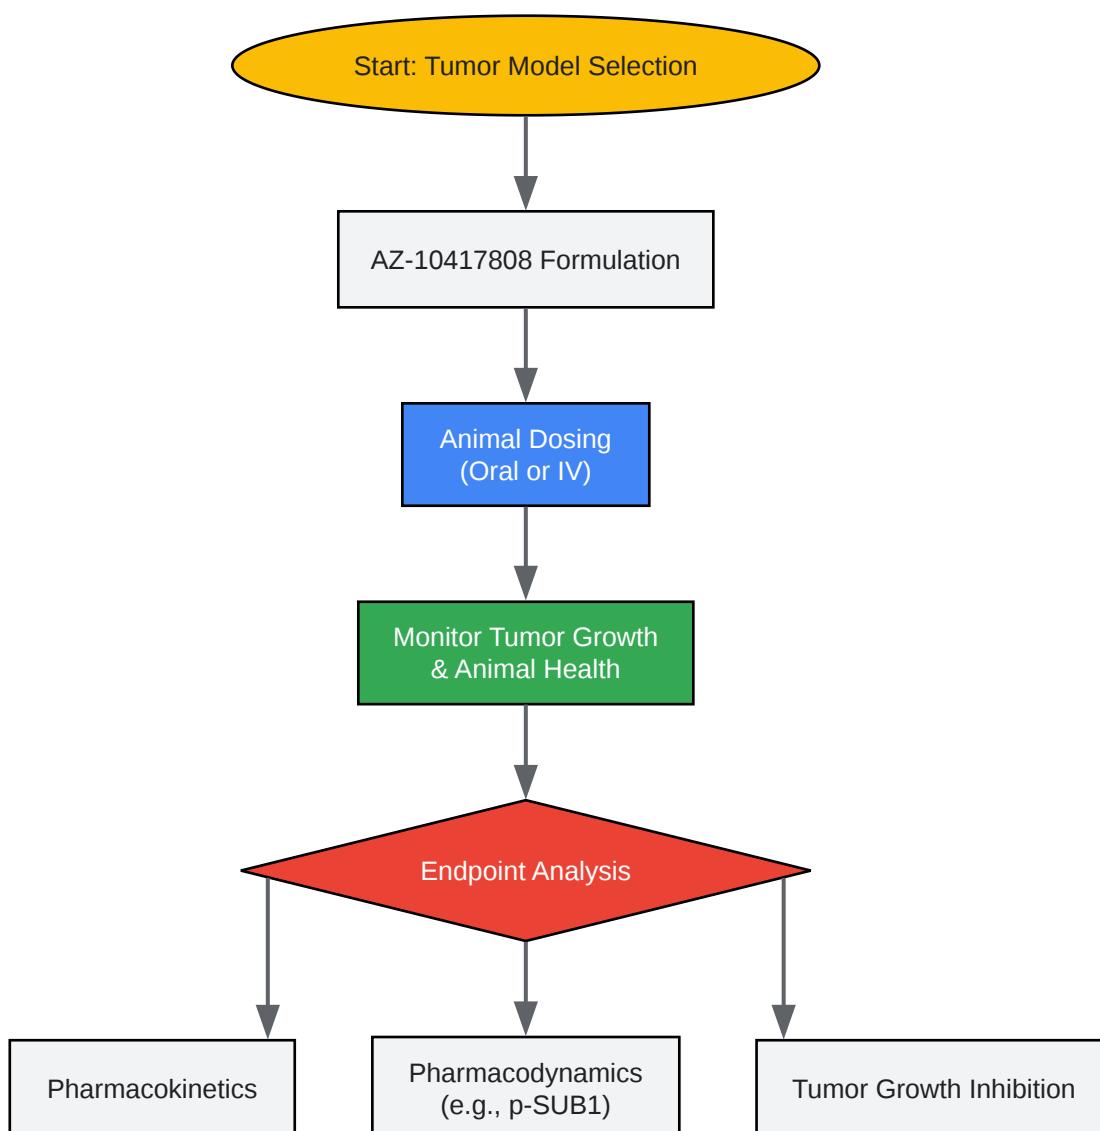 Start: Tumor Model Selection
AZ-10417808 Formulation
Animal Dosing
(Oral or IV)
Monitor Tumor Growth
& Animal Health
Endpoint Analysis
Pharmacokinetics
Pharmacodynamics
(e.g., p-SUB1)
Tumor Growth Inhibition